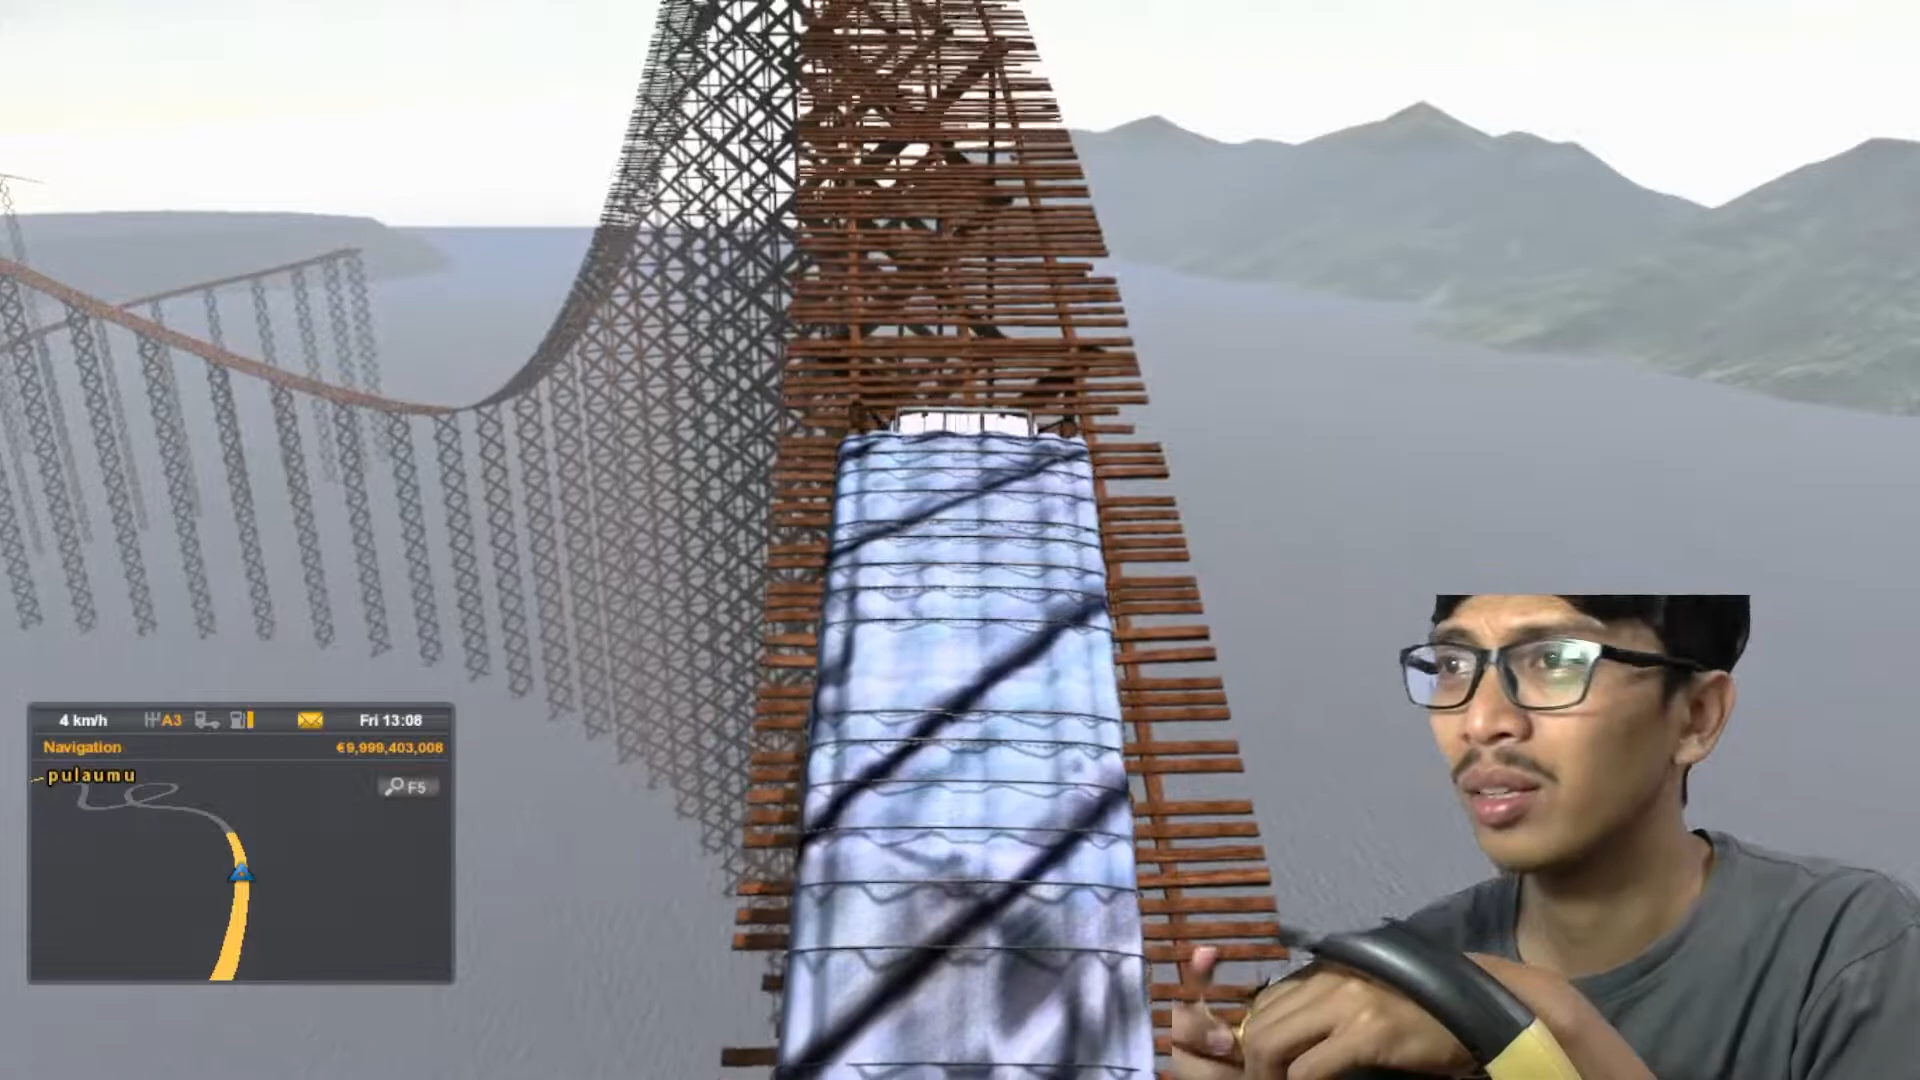 4 km/h A3 Fri 13:08
Navigation €9,999,403,008
pulaumu
F5